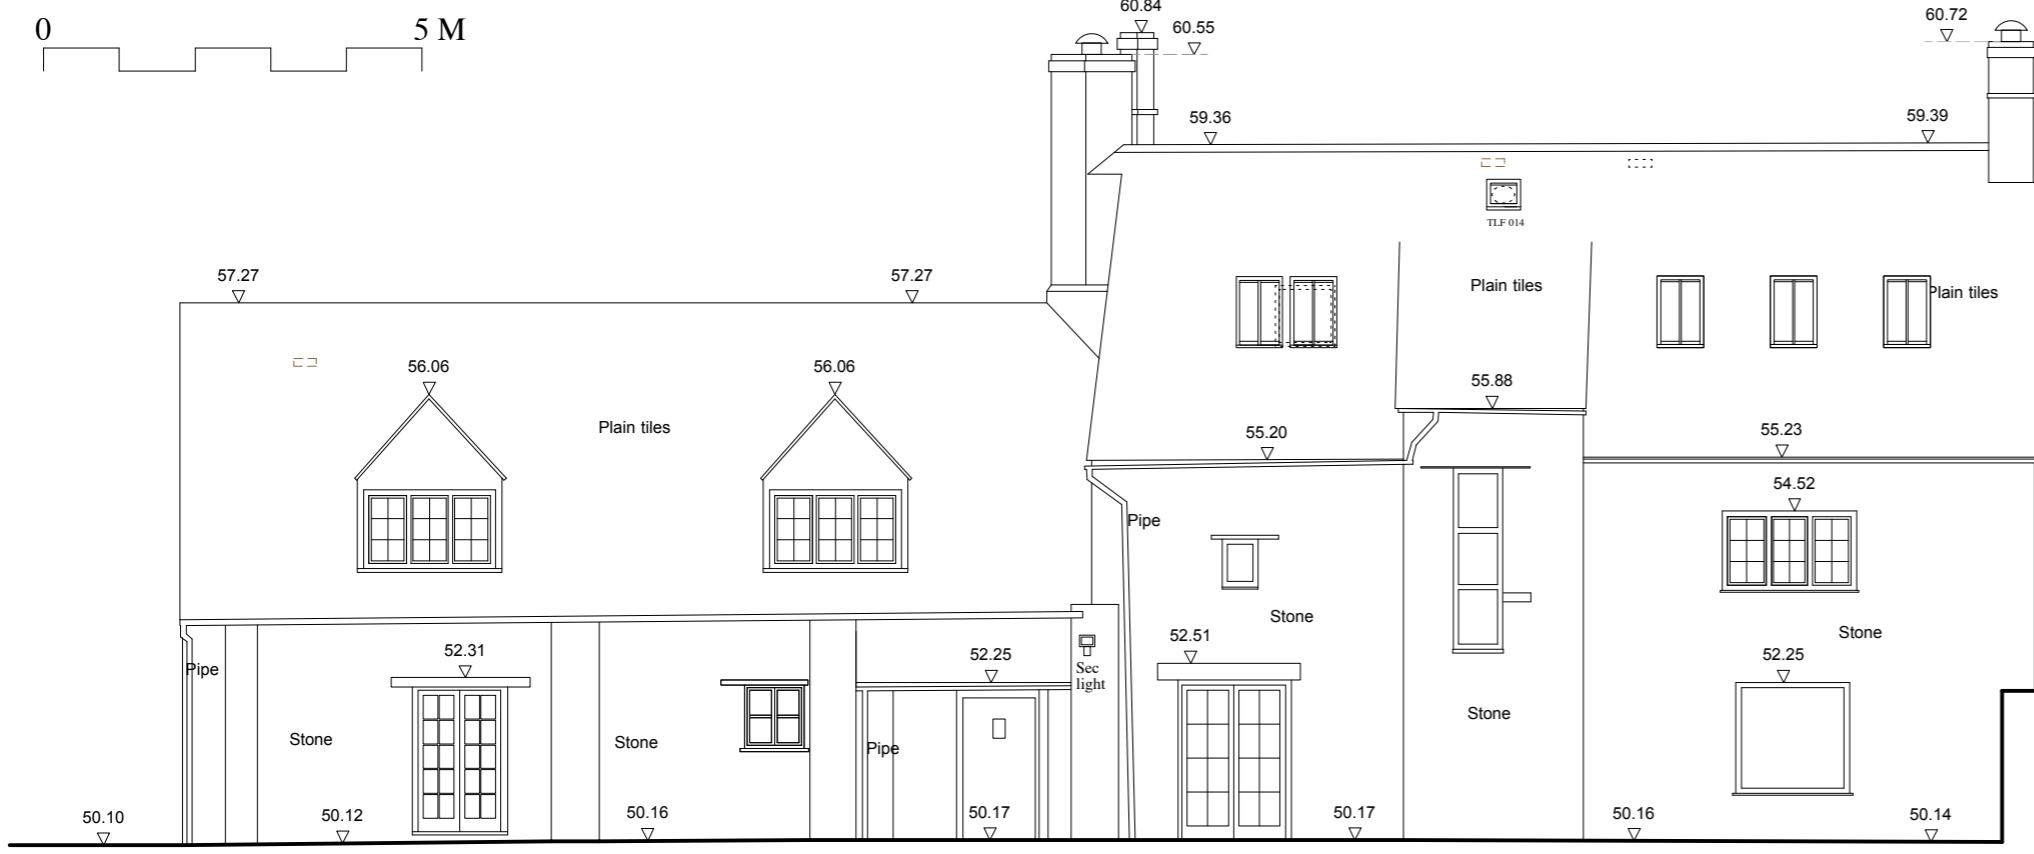 0 5 M
60.84
60.55
60.72
59.36
59.39
TLF 014
57.27
57.27
Plain tiles
Plain tiles
56.06
56.06
55.88
Plain tiles
55.20
55.23
54.52
Pipe
Stone
52.51
Stone
52.31
52.25
Sec
light
52.25
Pipe
Stone
Stone
Pipe
Stone
50.10
50.12
50.16
50.17
50.17
50.16
50.14